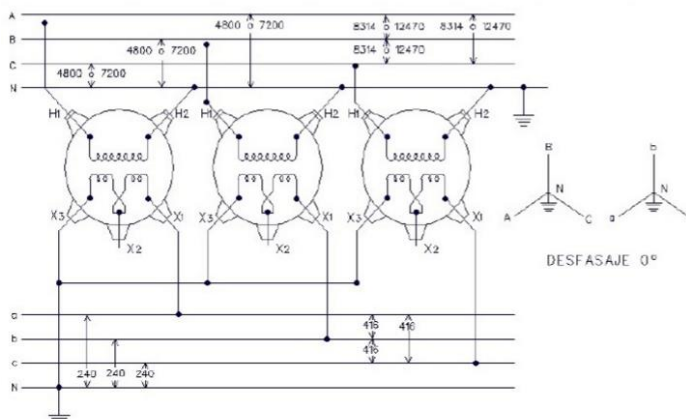 A
B
C
N
4800 o 7200
4800 o 7200
4800 o 7200
8314 o 12470
8314 o 12470
8314 o 12470
H1
H2
H1
H2
H1
H2
X3
X1
X2
X3
X1
X2
X3
X1
X2
B
N
A
C
b
N
a
DESFASAJE 0°
a
b
c
N
240
240
240
416
416
416